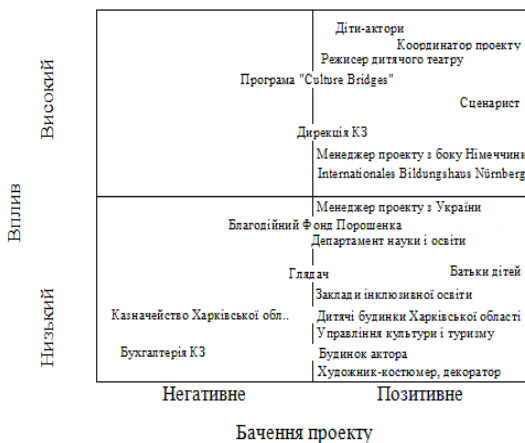 Діти-актори
Координатор проекту
Режисер дитячого театру
Програма "Culture Bridges"
Сценарист
Дирекція КЗ
Менеджер проекту з боку Німеччини
Internationales Bildungshaus Nürnberg
Високий
Вплив
Менеджер проекту з Україні
Благодійний Фонд Порошенка
Департамент науки і освіти
Глядач
Батьки дітей
Заклади інклюзивної освіти
Казначейство Харківської обл..
Дитячі будинки Харківської області
Управління культури і туризму
Бухгалтерія КЗ
Будинок актора
Художник-костюмер, декоратор
Низький
Негативне
Позитивне
Бачення проекту